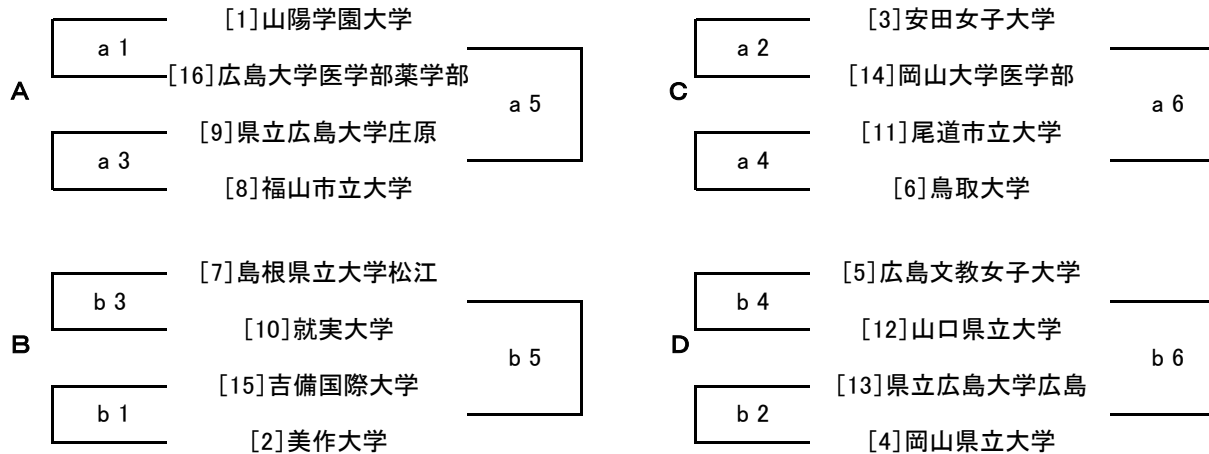 A
a 1
[1]山陽学園大学
[16]広島大学医学部薬学部
a 5
a 3
[9]県立広島大学庄原
[8]福山市立大学
C
a 2
[3]安田女子大学
[14]岡山大学医学部
a 6
a 4
[11]尾道市立大学
[6]鳥取大学
B
b 3
[7]島根県立大学松江
[10]就実大学
b 5
b 1
[15]吉備国際大学
[2]美作大学
D
b 4
[5]広島文教女子大学
[12]山口県立大学
b 6
b 2
[13]県立広島大学広島
[4]岡山県立大学